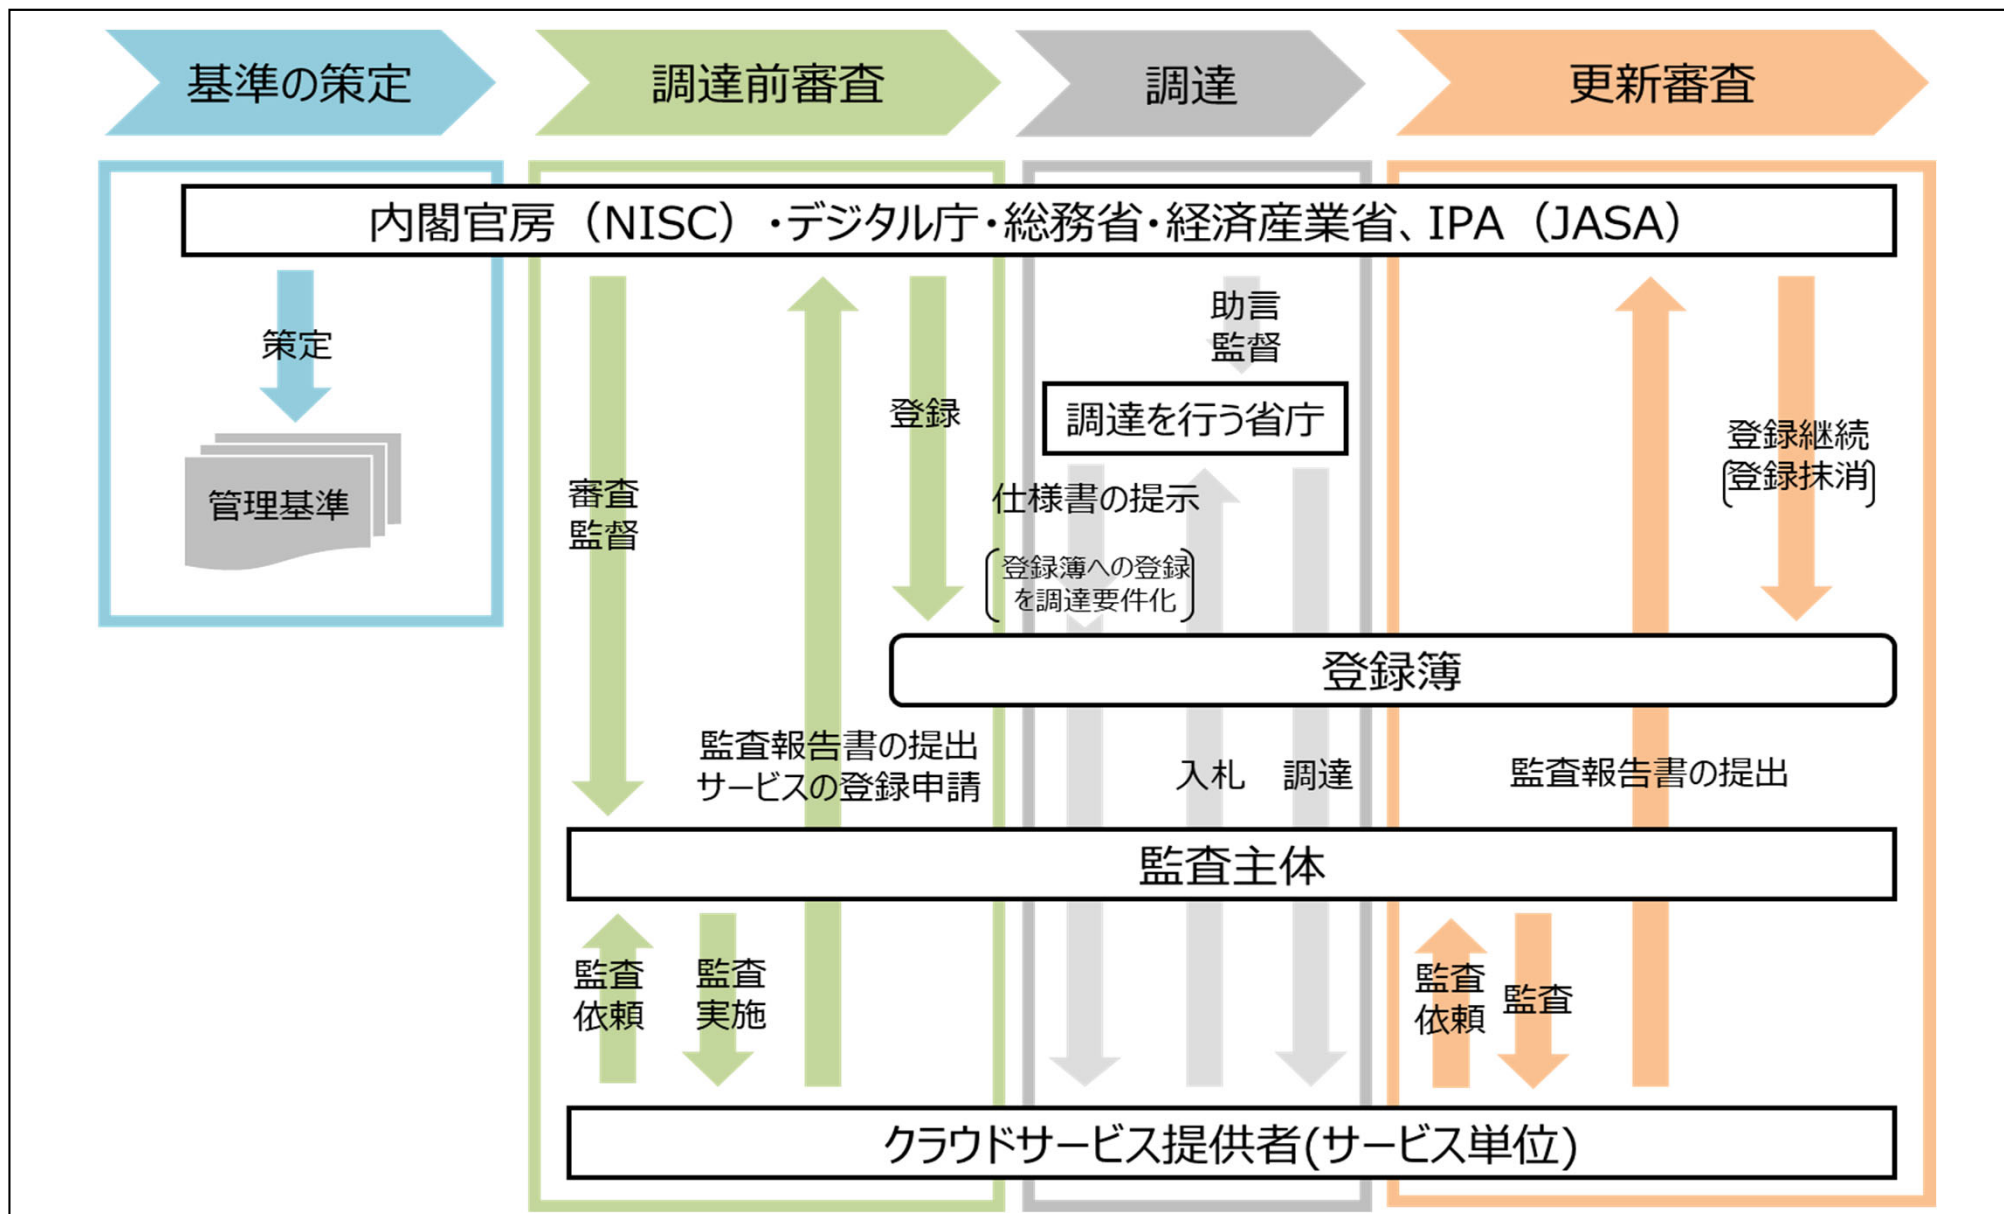 基準の策定
調達前審査
調達
更新審査
内閣官房（NISC）・デジタル庁・総務省・経済産業省、IPA（JASA）
策定
管理基準
審査
監督
登録
監査報告書の提出
サービスの登録申請
助言
監督
調達を行う省庁
仕様書の提示
登録簿への登録
を調達要件化
登録継続
(登録抹消)
登録簿
入札
調達
監査報告書の提出
監査主体
監査
依頼
監査
実施
監査
依頼
監査
クラウドサービス提供者(サービス単位)